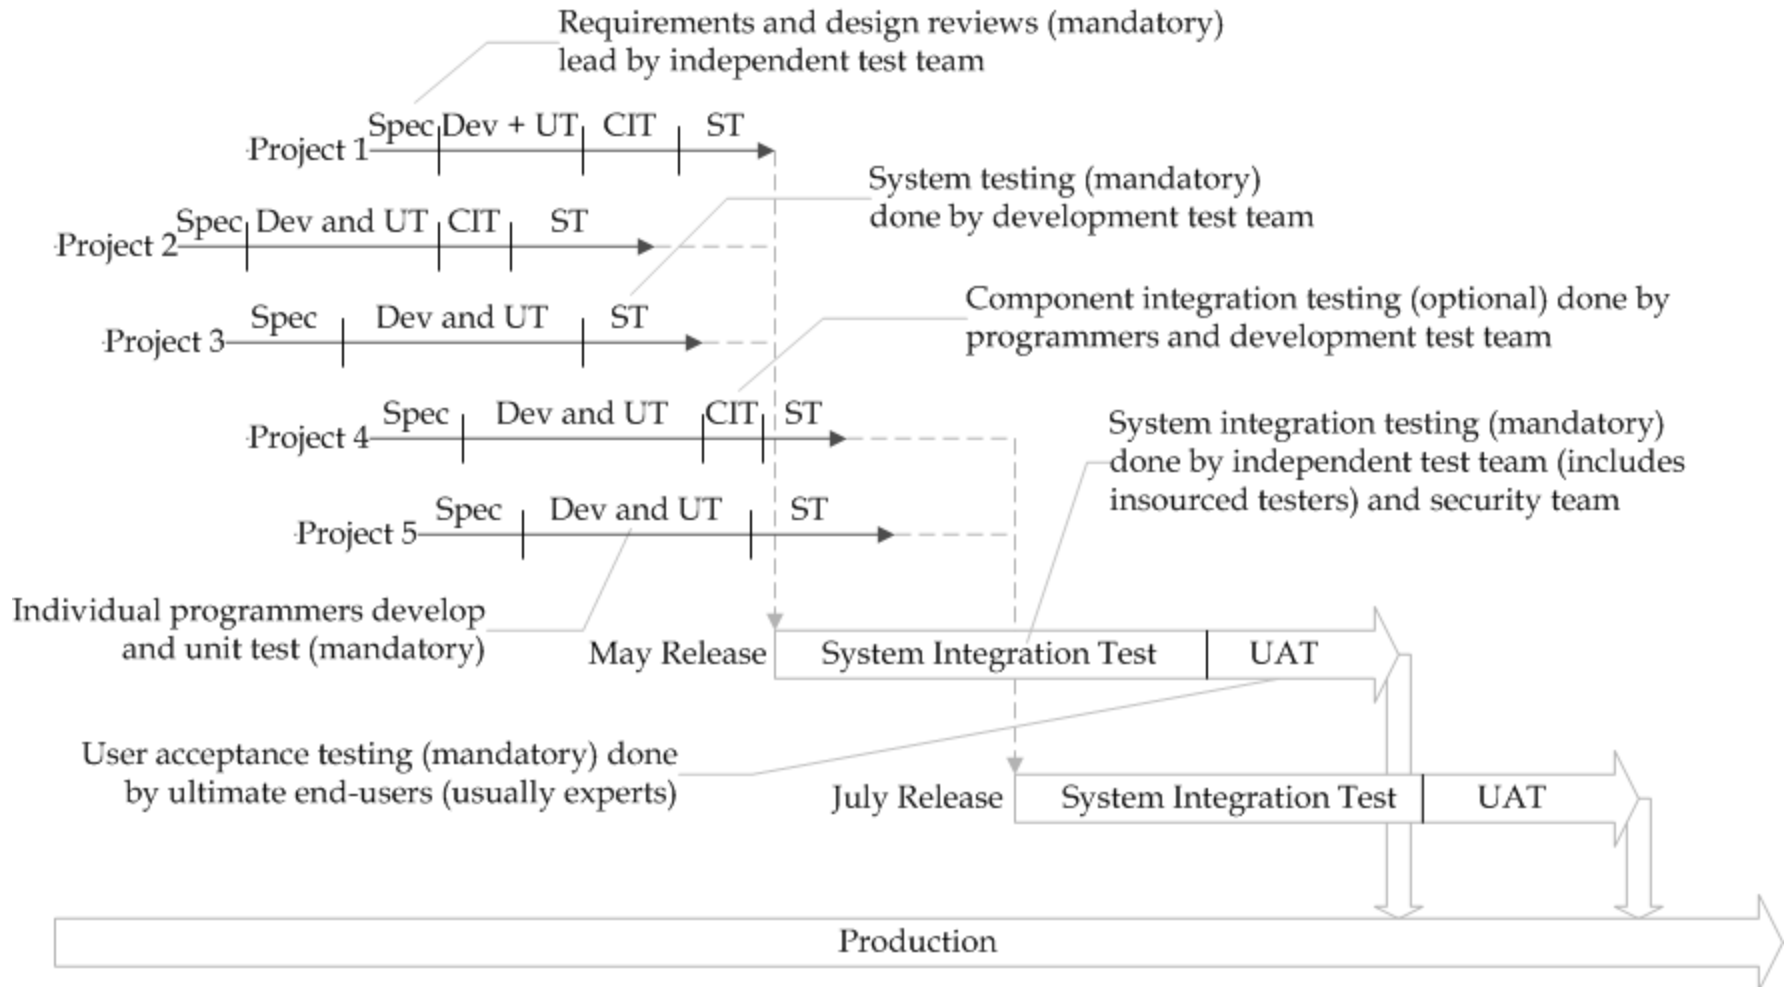 Requirements and design reviews (mandatory)
lead by independent test team
Spec Dev + UT CIT ST
Project 1
System testing (mandatory)
done by development test team
Spec Dev and UT CIT ST
Project 2
Component integration testing (optional) done by
programmers and development test team
Spec Dev and UT ST
Project 3
Spec Dev and UT CIT ST
Project 4
System integration testing (mandatory)
done by independent test team (includes
insourced testers) and security team
Spec Dev and UT ST
Project 5
Individual programmers develop
and unit test (mandatory)
May Release System Integration Test UAT
User acceptance testing (mandatory) done
by ultimate end-users (usually experts)
July Release System Integration Test UAT
Production